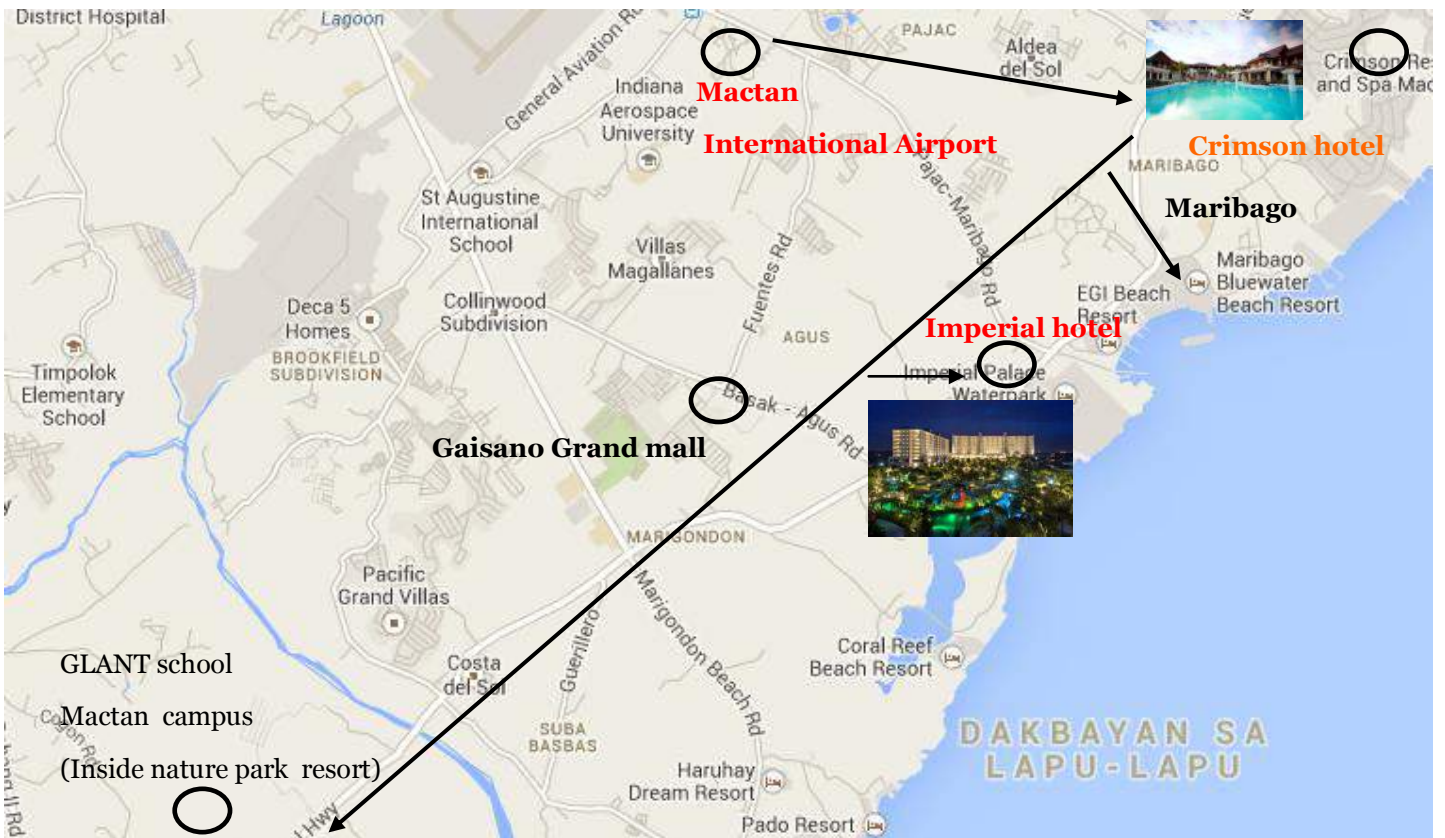 District Hospital
Lagoon
General Aviation Rd
PAJAC
Aldea
del Sol
Crimson Res
and Spa Mac
Mactan
International Airport
Indiana
Aerospace
University
Crimson hotel
MARIBAGO
Maribago
St Augustine
International
School
Pajac-Maribago Rd
Villas
Magallanes
Fuentes Rd
Maribago
Bluewater
Beach Resort
EGI Beach
Resort
Deca 5
Homes
Collinwood
Subdivision
BROOKFIELD
SUBDIVISION
AGUS
Imperial hotel
Imperial Palace
Waterpark
Timpolok
Elementary
School
Basak - Agus Rd
Gaisano Grand mall
MARIGONDON
Pacific
Grand Villas
Marigondon Beach Rd
Guerillero
Coral Reef
Beach Resort
GLANT school
Mactan campus
(Inside nature park resort)
Costa
del Sol
Cogon Rd
SUBA
BASBAS
DAKBAYAN SA
LAPU-LAPU
Haruhay
Dream Resort
Pado Resort
Hwy